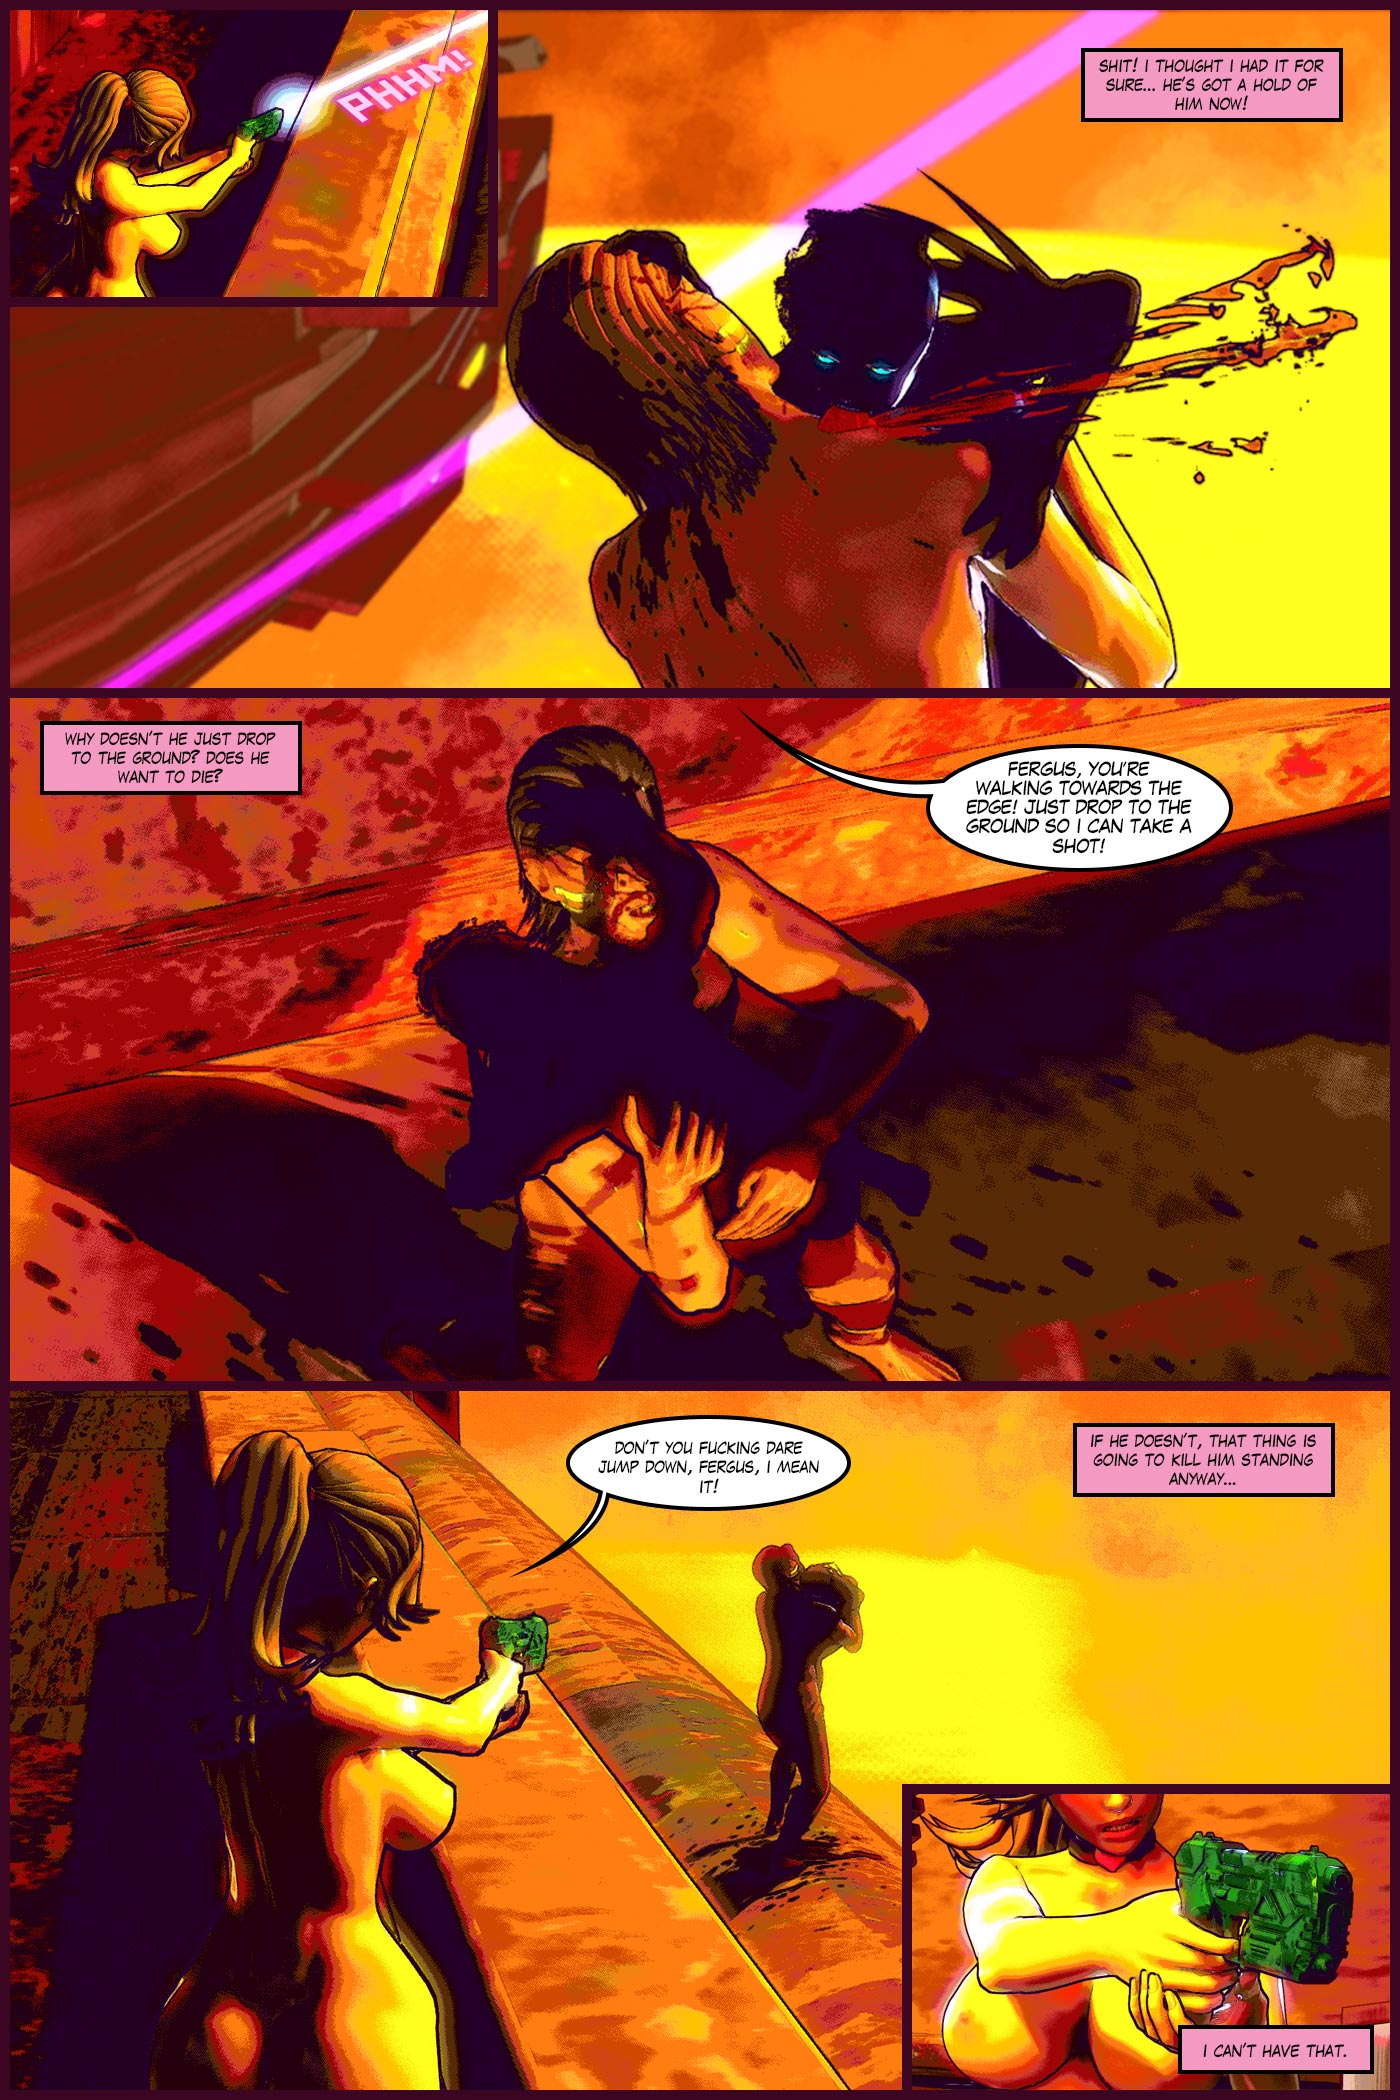 PHHM!
SHIT! I THOUGHT I HAD IT FOR
SURE... HE'S GOT A HOLD OF
HIM NOW!
WHY DOESN'T HE JUST DROP
TO THE GROUND? DOES HE
WANT TO DIE?
FERGUS, YOU'RE
WALKING TOWARDS THE
EDGE! JUST DROP TO THE
GROUND SO I CAN TAKE A
SHOT!
DON'T YOU FUCKING DARE
JUMP DOWN, FERGUS, I MEAN
IT!
IF HE DOESN'T, THAT THING IS
GOING TO KILL HIM STANDING
ANYWAY...
I CAN'T HAVE THAT.